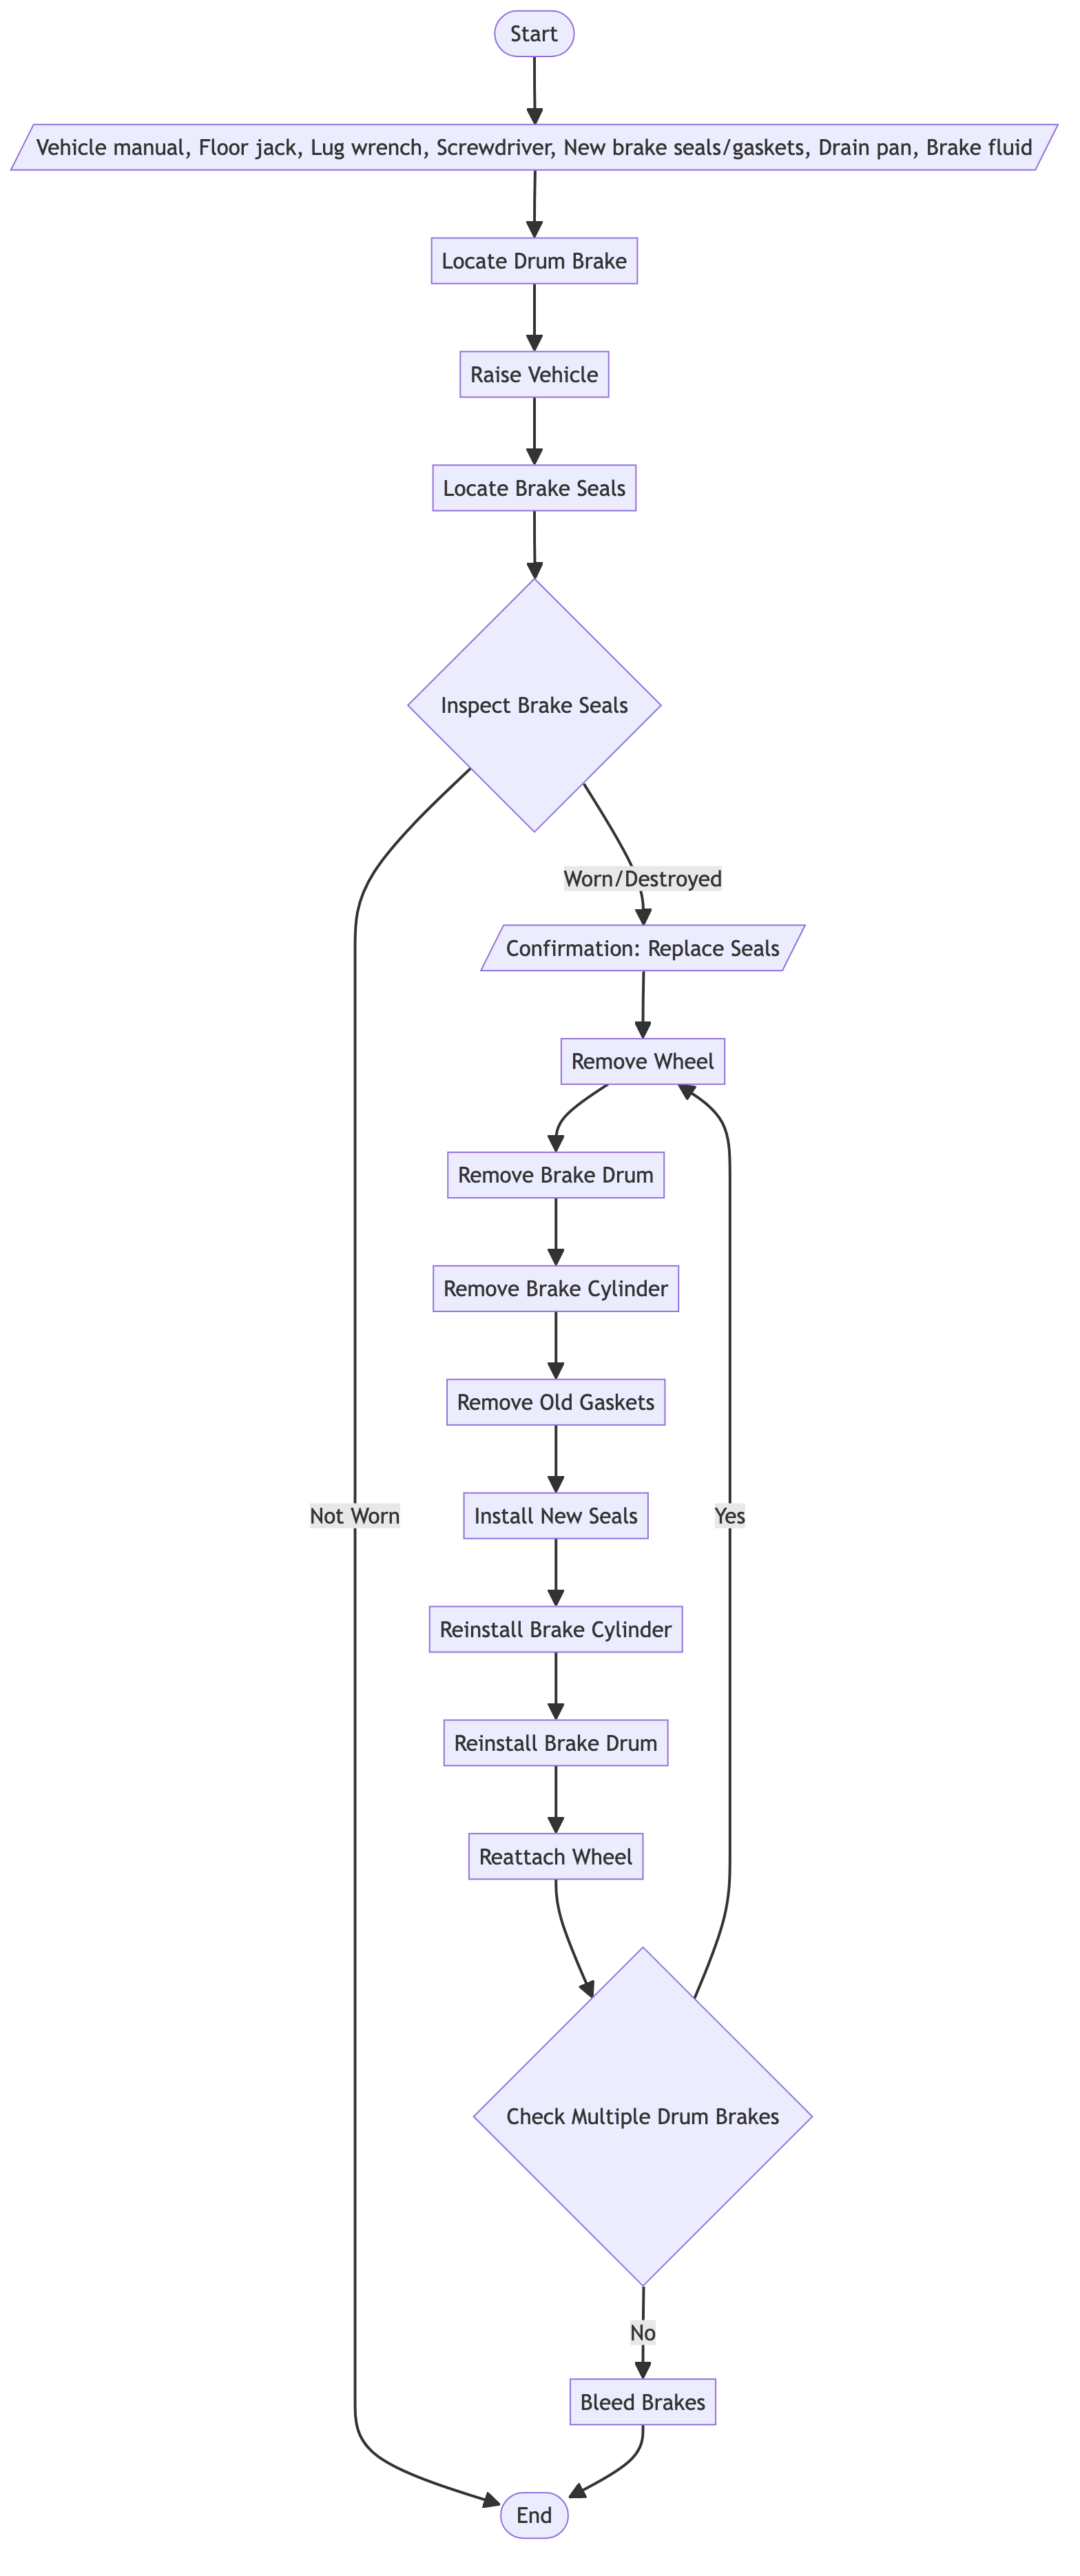 Start
Vehicle manual, Floor jack, Lug wrench, Screwdriver, New brake seals/gaskets, Drain pan, Brake fluid
Locate Drum Brake
Raise Vehicle
Locate Brake Seals
Inspect Brake Seals
Worn/Destroyed
Confirmation: Replace Seals
Remove Wheel
Remove Brake Drum
Remove Brake Cylinder
Remove Old Gaskets
Not Worn
Install New Seals
Yes
Reinstall Brake Cylinder
Reinstall Brake Drum
Reattach Wheel
Check Multiple Drum Brakes
No
Bleed Brakes
End